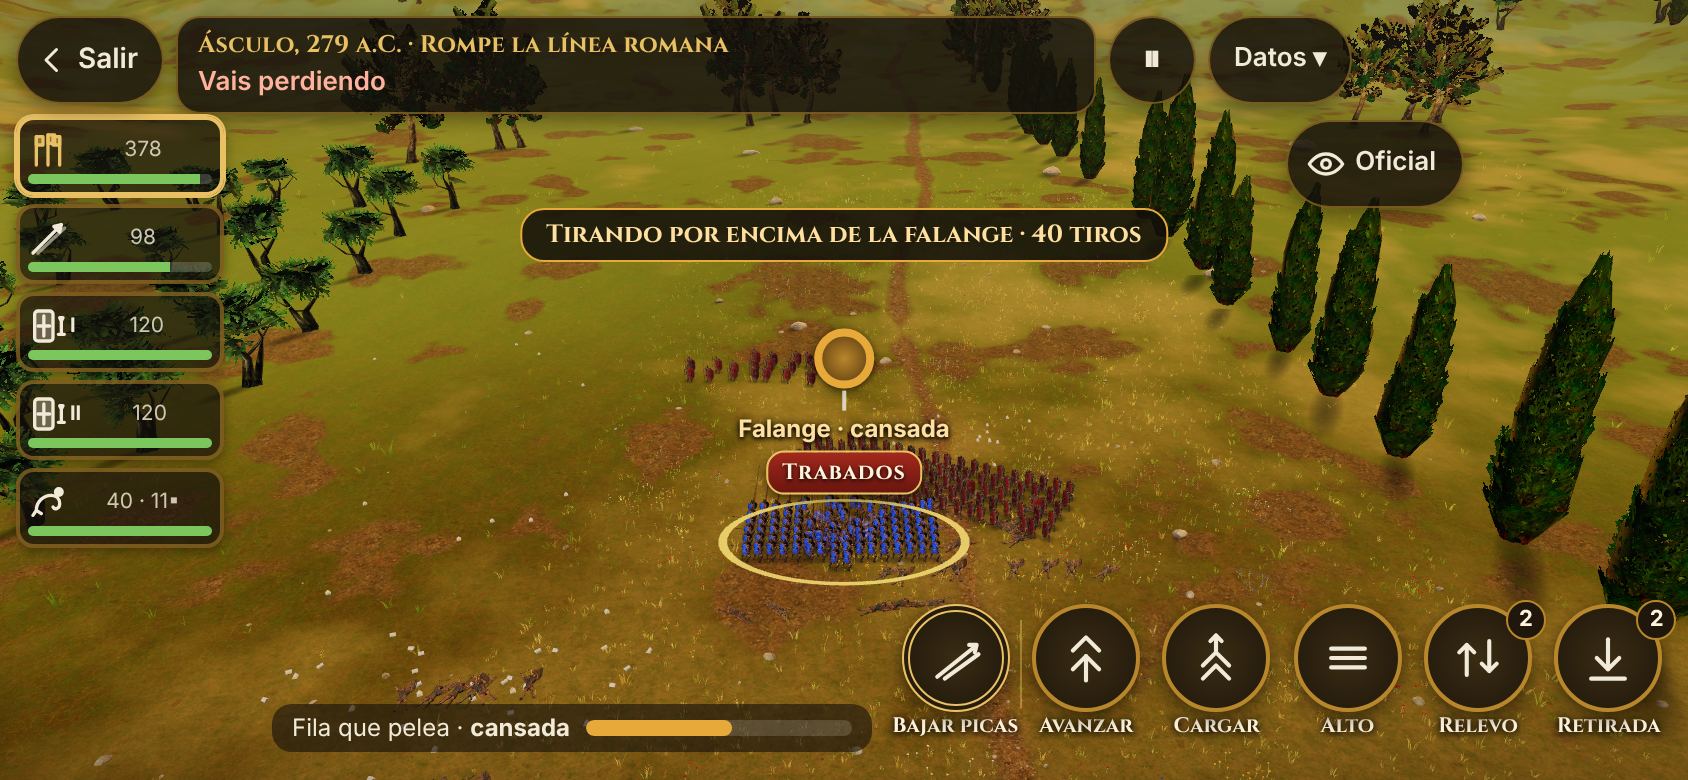 Salir
Ásculo, 279 a.C. · Rompe la línea romana
Vais perdiendo
Datos ▾
Oficial
378
98
I I 120
I II 120
40 · 11▪
Tirando por encima de la falange · 40 tiros
Falange · cansada
Trabados
Fila que pelea · cansada
Bajar picas
Avanzar
Cargar
Alto
2
Relevo
2
Retirada